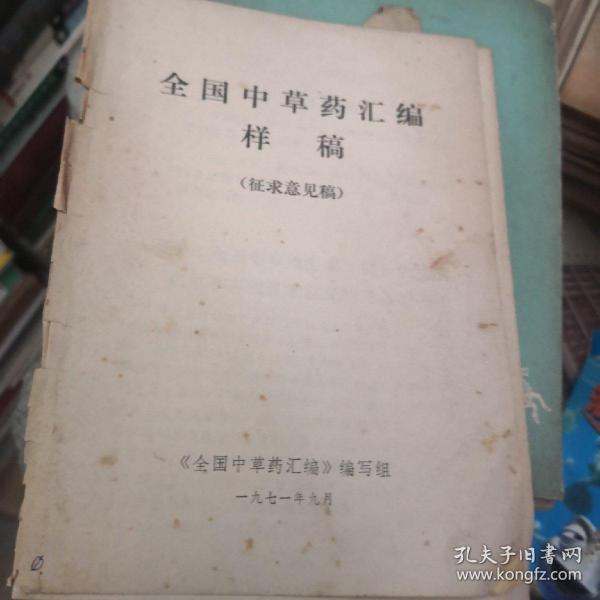 全国中草药汇编
样稿
（征求意见稿）
《全国中草药汇编》编写组
一九七一年九月
孔夫子旧书网
www.kongfz.com